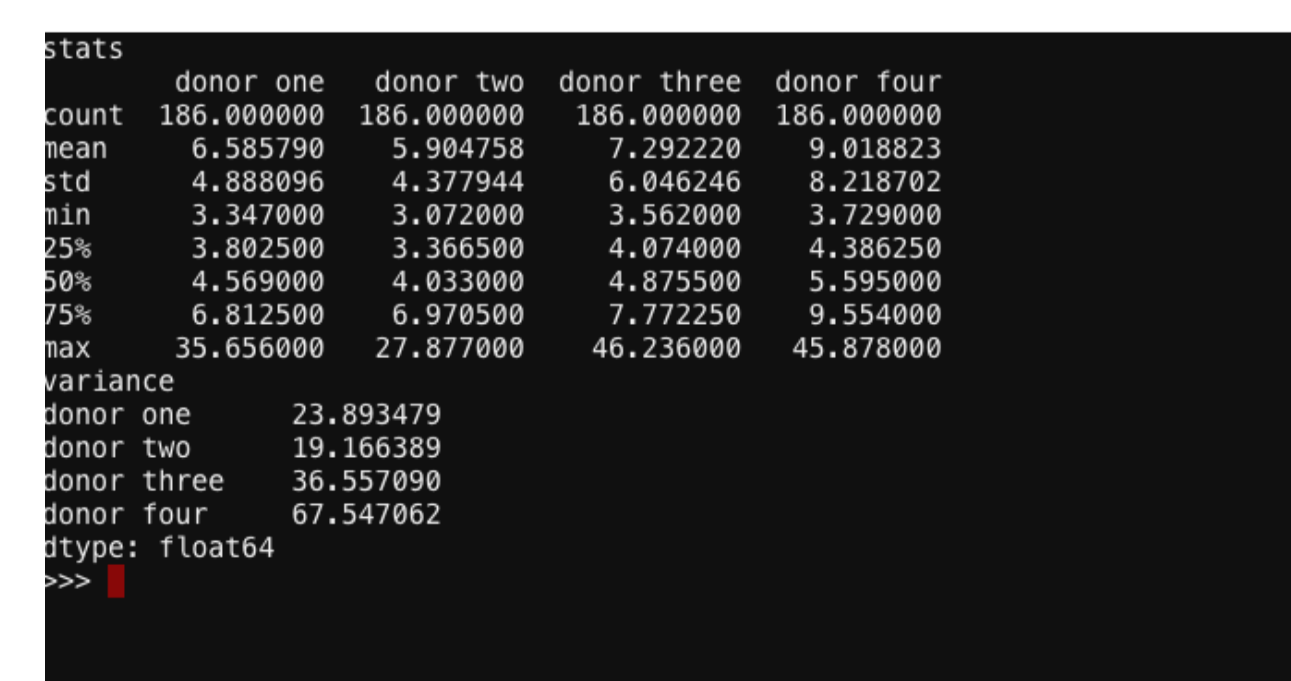 stats
       donor one   donor two  donor three  donor four
count  186.000000  186.000000   186.000000  186.000000
mean     6.585790    5.904758     7.292220    9.018823
std      4.888096    4.377944     6.046246    8.218702
min      3.347000    3.072000     3.562000    3.729000
25%      3.802500    3.366500     4.074000    4.386250
50%      4.569000    4.033000     4.875500    5.595000
75%      6.812500    6.970500     7.772250    9.554000
max     35.656000   27.877000    46.236000   45.878000
variance
donor one      23.893479
donor two      19.166389
donor three    36.557090
donor four     67.547062
dtype: float64
>>>